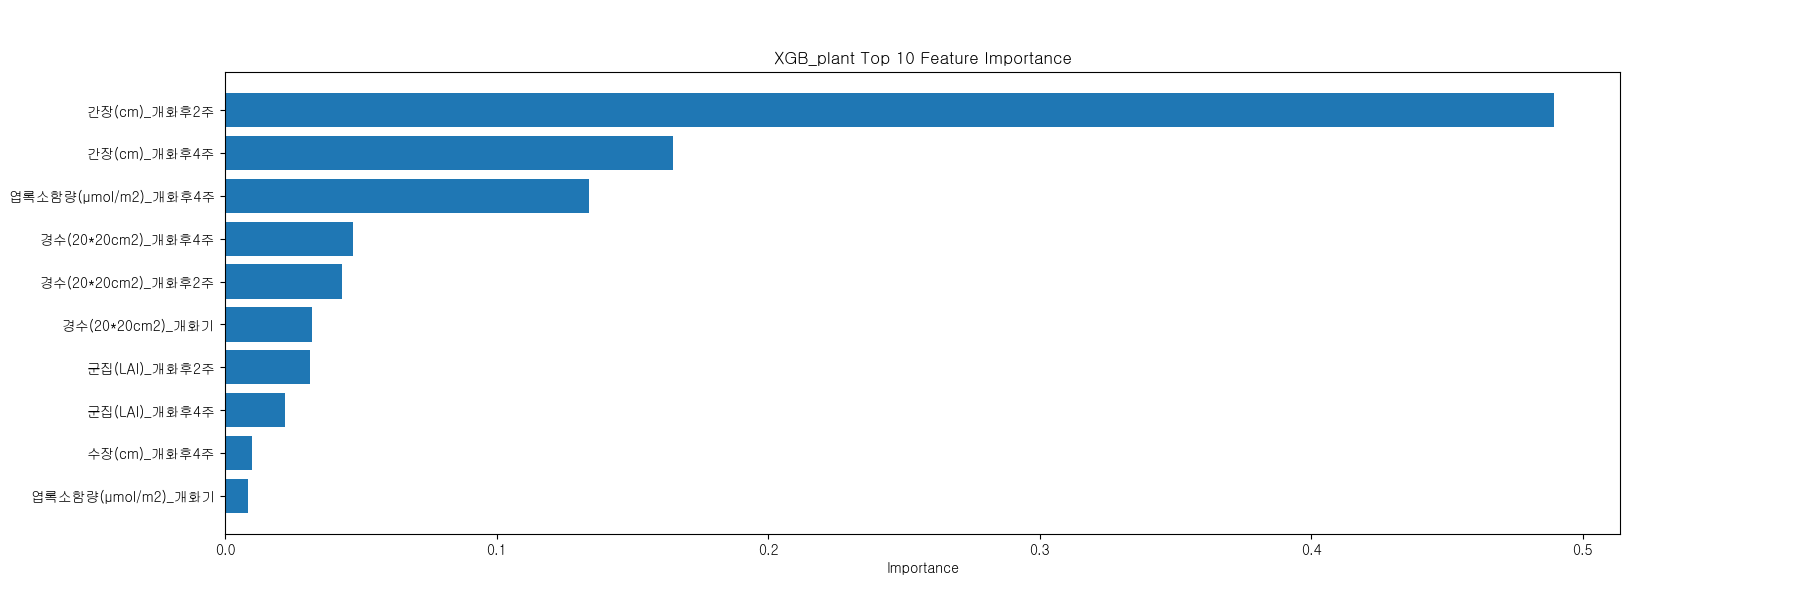 XGB_plant Top 10 Feature Importance
간장(cm)_개화후2주
간장(cm)_개화후4주
엽록소함량(μmol/m2)_개화후4주
경수(20*20cm2)_개화후4주
경수(20*20cm2)_개화후2주
경수(20*20cm2)_개화기
군집(LAI)_개화후2주
군집(LAI)_개화후4주
수장(cm)_개화후4주
엽록소함량(μmol/m2)_개화기
0.0 0.1 0.2 0.3 0.4 0.5
Importance